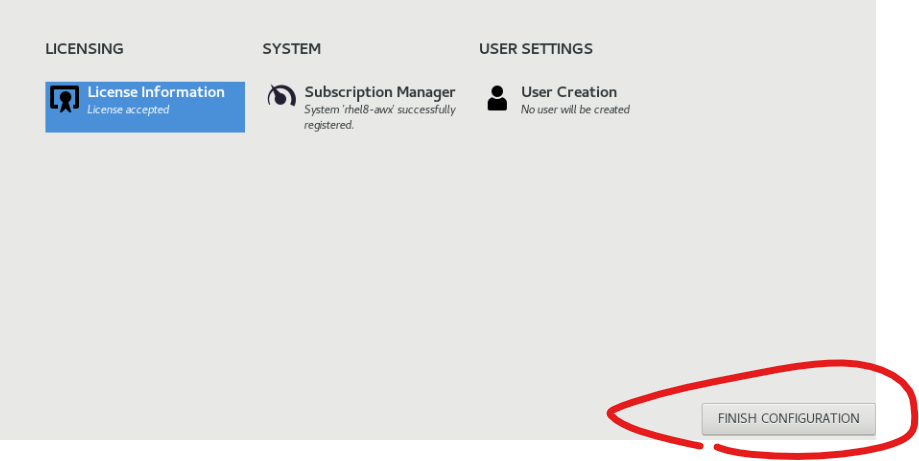 LICENSING
License Information
License accepted
SYSTEM
Subscription Manager
System 'rhel8-awx' successfully
registered.
USER SETTINGS
User Creation
No user will be created
FINISH CONFIGURATION